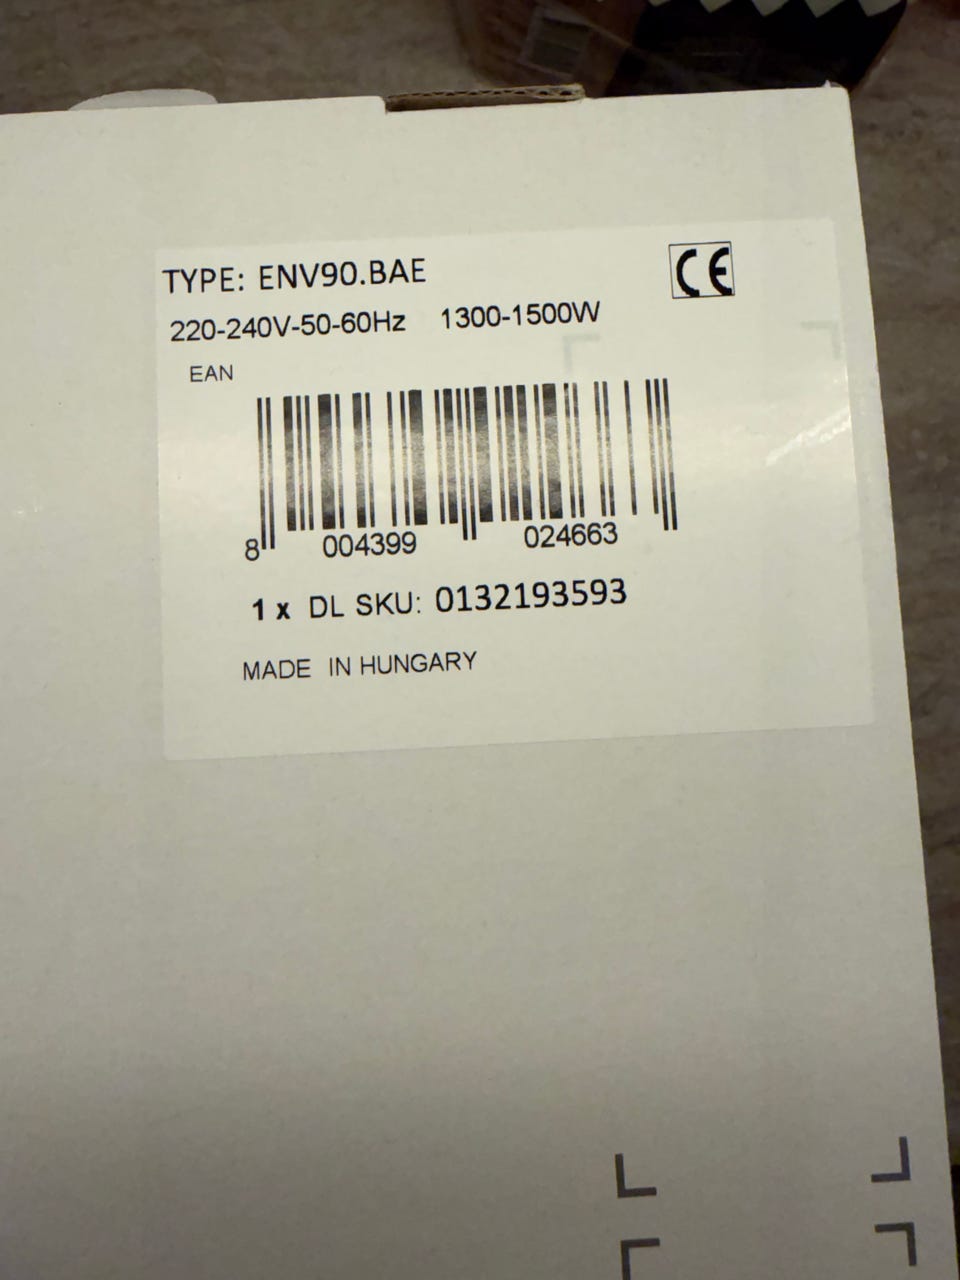 TYPE: ENV90.BAE
CE
220-240V-50-60Hz 1300-1500W
EAN
8 004399 024663
1 x DL SKU: 0132193593
MADE IN HUNGARY